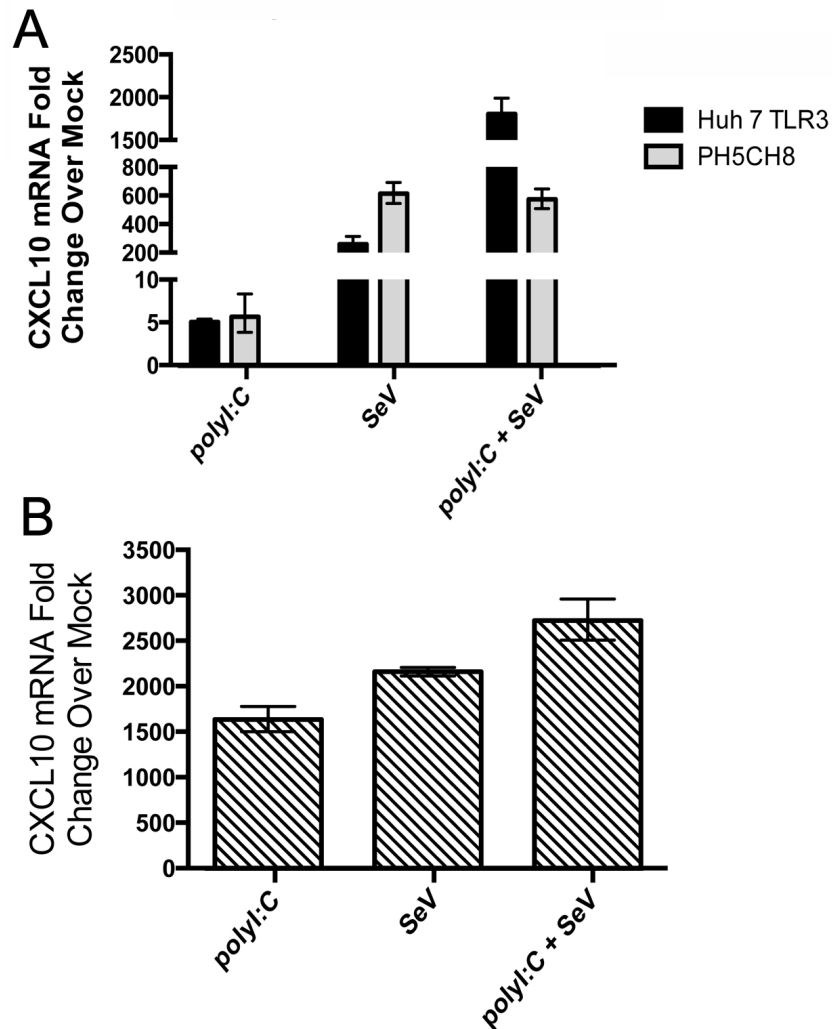 A
CXCL10 mRNA Fold
Change Over Mock
2500
2000
1500
800
600
400
200
10
5
0
polyI:C
SeV
polyI:C + SeV
Huh 7 TLR3
PH5CH8
B
CXCL10 mRNA Fold
Change Over Mock
3500
3000
2500
2000
1500
1000
500
0
polyI:C
SeV
polyI:C + SeV